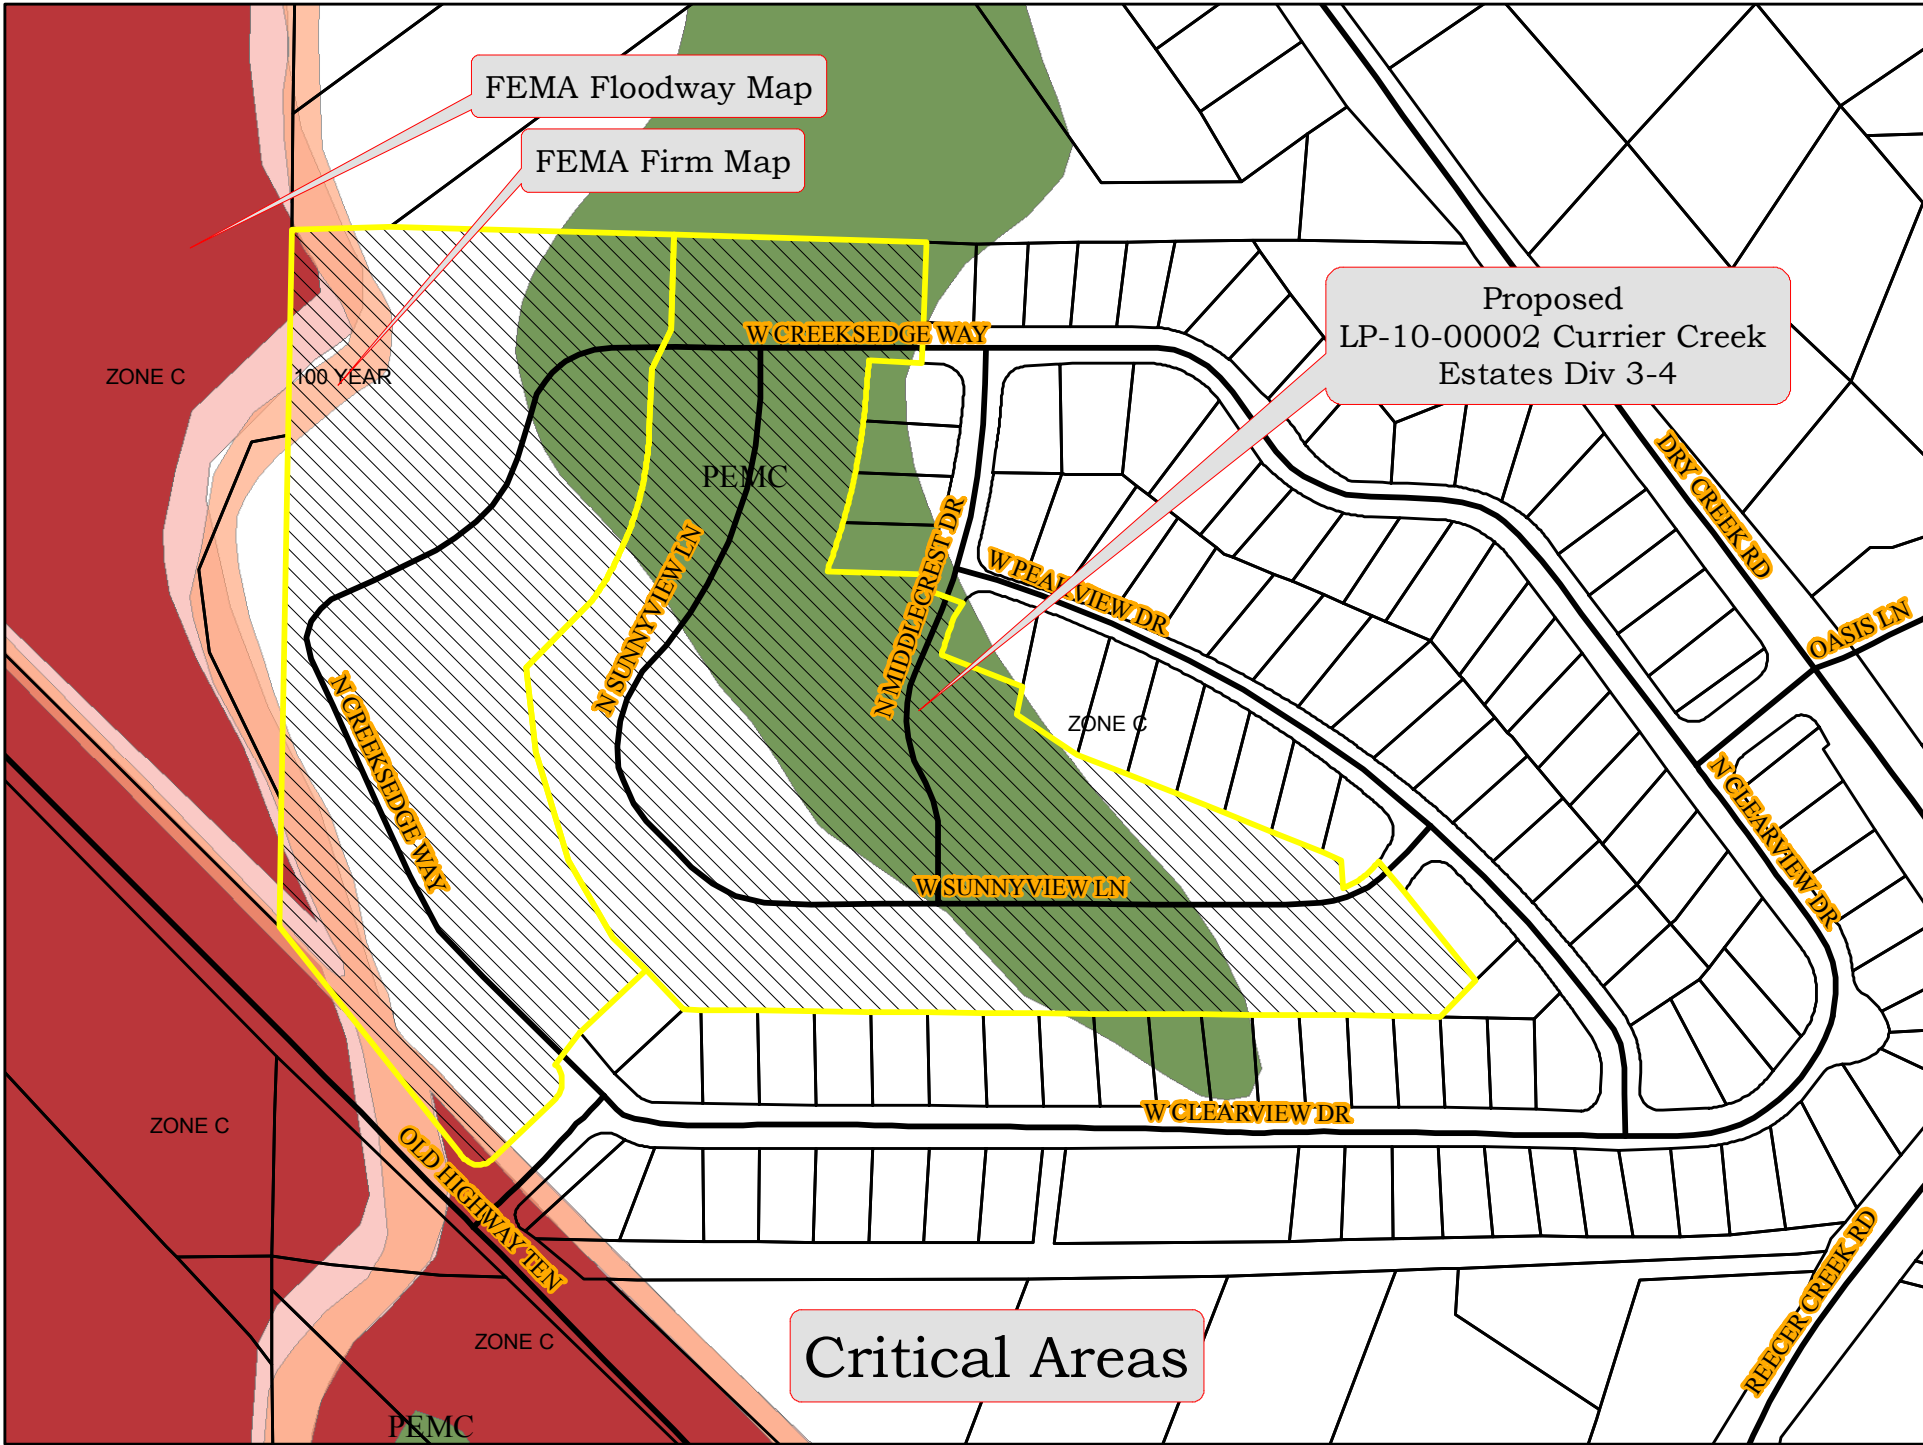 FEMA Floodway Map
FEMA Firm Map
Proposed
LP-10-00002 Currier Creek
Estates Div 3-4
W CREEKSEDGE WAY
ZONE C
100 YEAR
PEMC
DRY CREEK RD
N MIDDLECREST DR
W PEARVIEW DR
N SUNNYVIEW LN
OASIS LN
ZONE C
N CREEKSEDGE WAY
N CLEARVIEW DR
W SUNNYVIEW LN
ZONE C
W CLEARVIEW DR
OLD HIGHWAY TEN
REECER CREEK RD
ZONE C
Critical Areas
PEMC